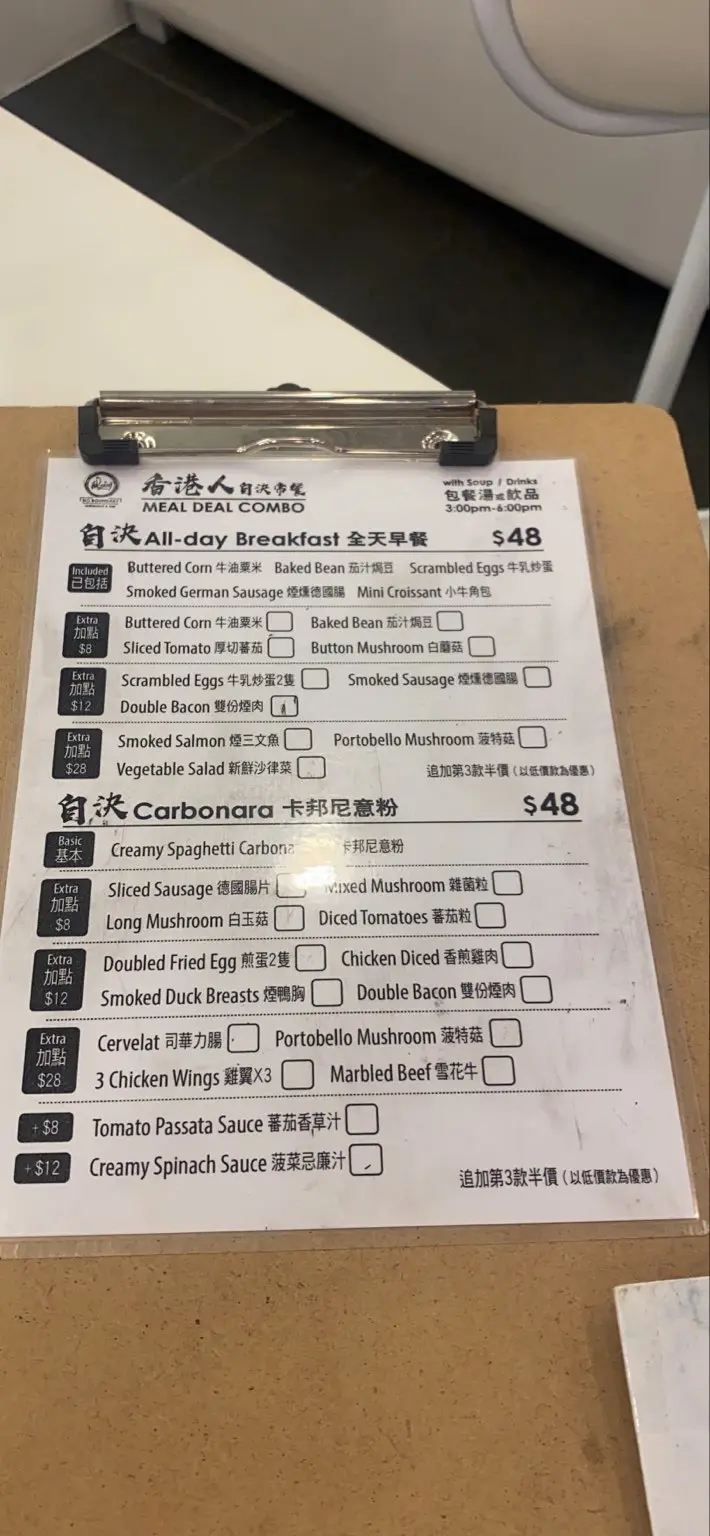 香港人自決常餐
MEAL DEAL COMBO
with Soup / Drinks
包餐湯或飲品
3:00pm-6:00pm
自決 All-day Breakfast 全天早餐 $48
Included 已包括
Buttered Corn 牛油粟米 Baked Bean 茄汁焗豆 Scrambled Eggs 牛乳炒蛋
Smoked German Sausage 煙燻德國腸 Mini Croissant 小牛角包
Extra 加點 $8
Buttered Corn 牛油粟米 Baked Bean 茄汁焗豆
Sliced Tomato 厚切蕃茄 Button Mushroom 白蘑菇
Extra 加點 $12
Scrambled Eggs 牛乳炒蛋2隻 Smoked Sausage 煙燻德國腸
Double Bacon 雙份煙肉
Extra 加點 $28
Smoked Salmon 煙三文魚 Portobello Mushroom 菠特菇
Vegetable Salad 新鮮沙律菜 追加第3款半價（以低價款為優惠）
自決 Carbonara 卡邦尼意粉 $48
Basic 基本
Creamy Spaghetti Carbona 卡邦尼意粉
Extra 加點 $8
Sliced Sausage 德國腸片 Mixed Mushroom 雜菌粒
Long Mushroom 白玉菇 Diced Tomatoes 蕃茄粒
Extra 加點 $12
Doubled Fried Egg 煎蛋2隻 Chicken Diced 香煎雞肉
Smoked Duck Breasts 煙鴨胸 Double Bacon 雙份煙肉
Extra 加點 $28
Cervelat 司華力腸 Portobello Mushroom 菠特菇
3 Chicken Wings 雞翼X3 Marbled Beef 雪花牛
+$8 Tomato Passata Sauce 蕃茄香草汁
+$12 Creamy Spinach Sauce 菠菜忌廉汁
追加第3款半價（以低價款為優惠）